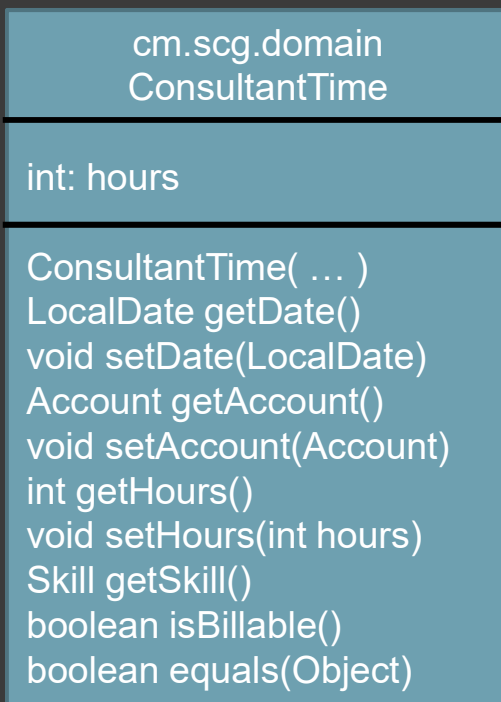 cm.scg.domain
ConsultantTime
int: hours
ConsultantTime( … )
LocalDate getDate()
void setDate(LocalDate)
Account getAccount()
void setAccount(Account)
int getHours()
void setHours(int hours)
Skill getSkill()
boolean isBillable()
boolean equals(Object)